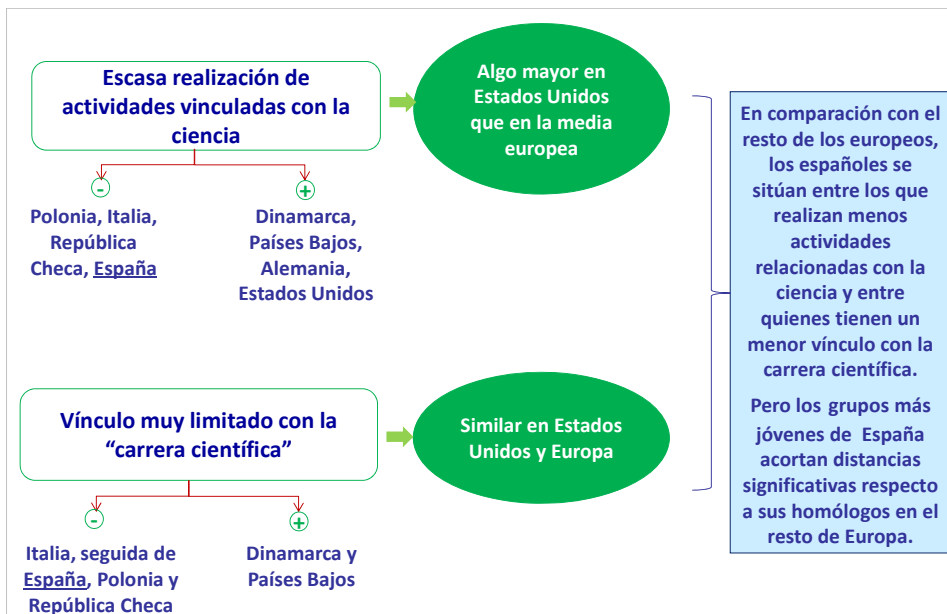 Escasa realización de
actividades vinculadas con la
ciencia
Algo mayor en
Estados Unidos
que en la media
europea
-
+
Polonia, Italia,
República
Checa, España
Dinamarca,
Países Bajos,
Alemania,
Estados Unidos
Vínculo muy limitado con la
“carrera científica”
Similar en Estados
Unidos y Europa
-
+
Italia, seguida de
España, Polonia y
República Checa
Dinamarca y
Países Bajos
En comparación con el
resto de los europeos,
los españoles se
sitúan entre los que
realizan menos
actividades
relacionadas con la
ciencia y entre
quienes tienen un
menor vínculo con la
carrera científica.
Pero los grupos más
jóvenes de España
acortan distancias
significativas respecto
a sus homólogos en el
resto de Europa.